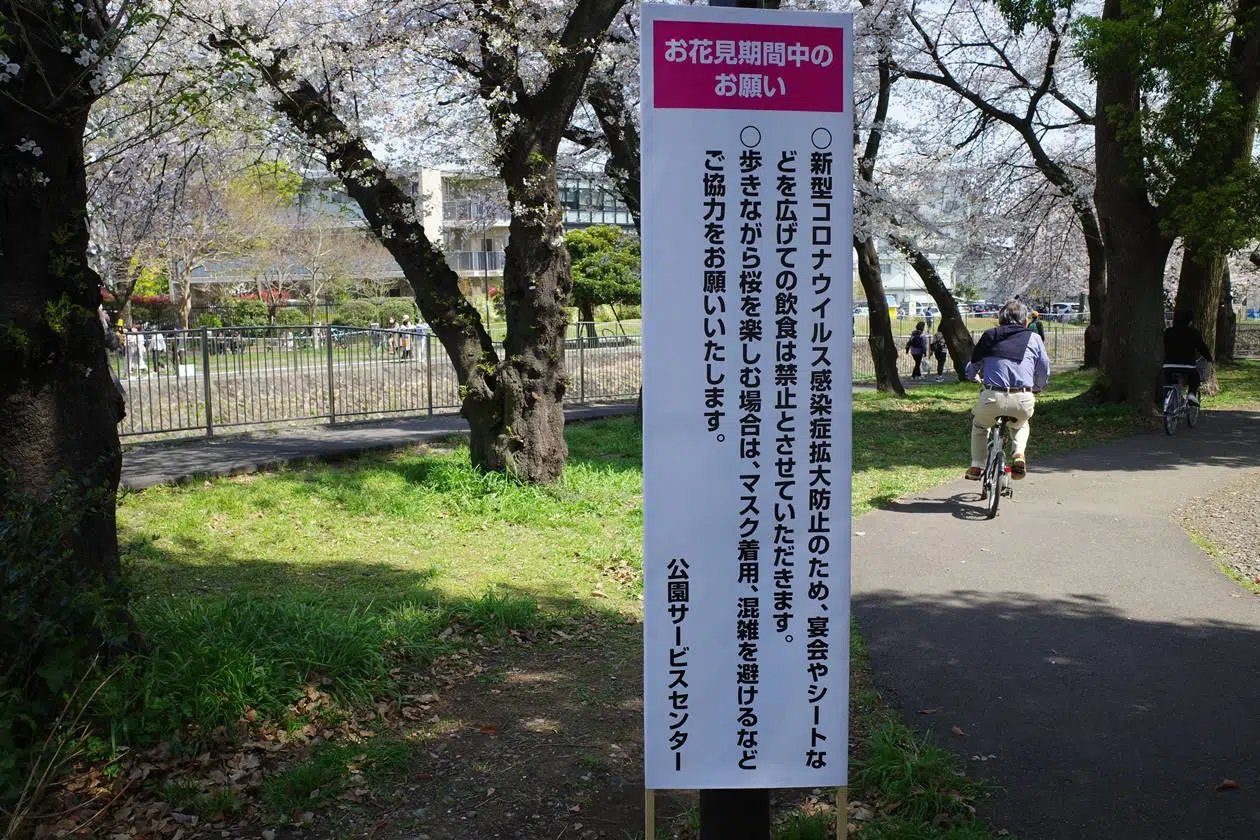 お花見期間中の
お願い
○新型コロナウイルス感染症拡大防止のため、宴会やシートな
どを広げての飲食は禁止とさせていただきます。
○歩きながら桜を楽しむ場合は、マスク着用、混雑を避けるなど
ご協力をお願いいたします。
公園サービスセンター